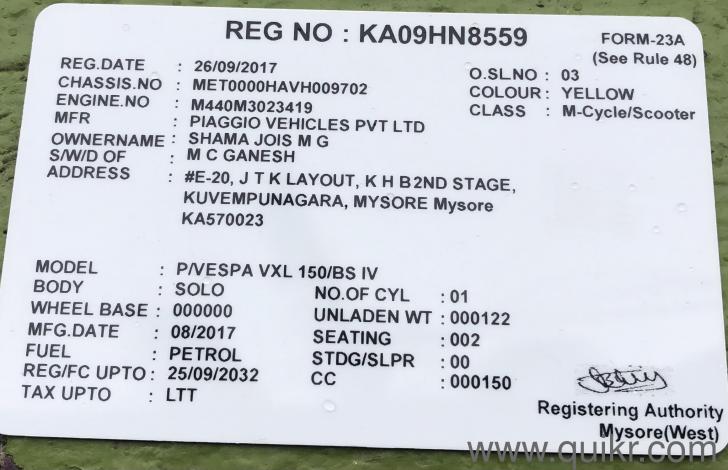 REG NO : KA09HN8559
FORM-23A
(See Rule 48)
REG.DATE : 26/09/2017
O.SL.NO : 03
CHASSIS.NO : MET0000HAVH009702
COLOUR : YELLOW
ENGINE.NO : M440M3023419
CLASS : M-Cycle/Scooter
MFR : PIAGGIO VEHICLES PVT LTD
OWNERNAME : SHAMA JOIS M G
S/W/D OF : M C GANESH
ADDRESS : #E-20, J T K LAYOUT, K H B 2ND STAGE,
KUVEMPUNAGARA, MYSORE Mysore
KA570023
MODEL : P/VESPA VXL 150/BS IV
BODY : SOLO
NO.OF CYL : 01
WHEEL BASE : 000000
UNLADEN WT : 000122
MFG.DATE : 08/2017
SEATING : 002
FUEL : PETROL
STDG/SLPR : 00
REG/FC UPTO : 25/09/2032
CC : 000150
TAX UPTO : LTT
Registering Authority
Mysore(West)
www.quikr.com